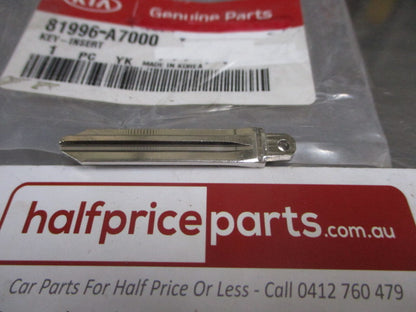 KIA
Genuine Parts
81996-A7000
KEY-INSERT
1 PC YK MADE IN KOREA
halfpriceparts.com.au
Car Parts For Half Price Or Less - Call 0412 760 479